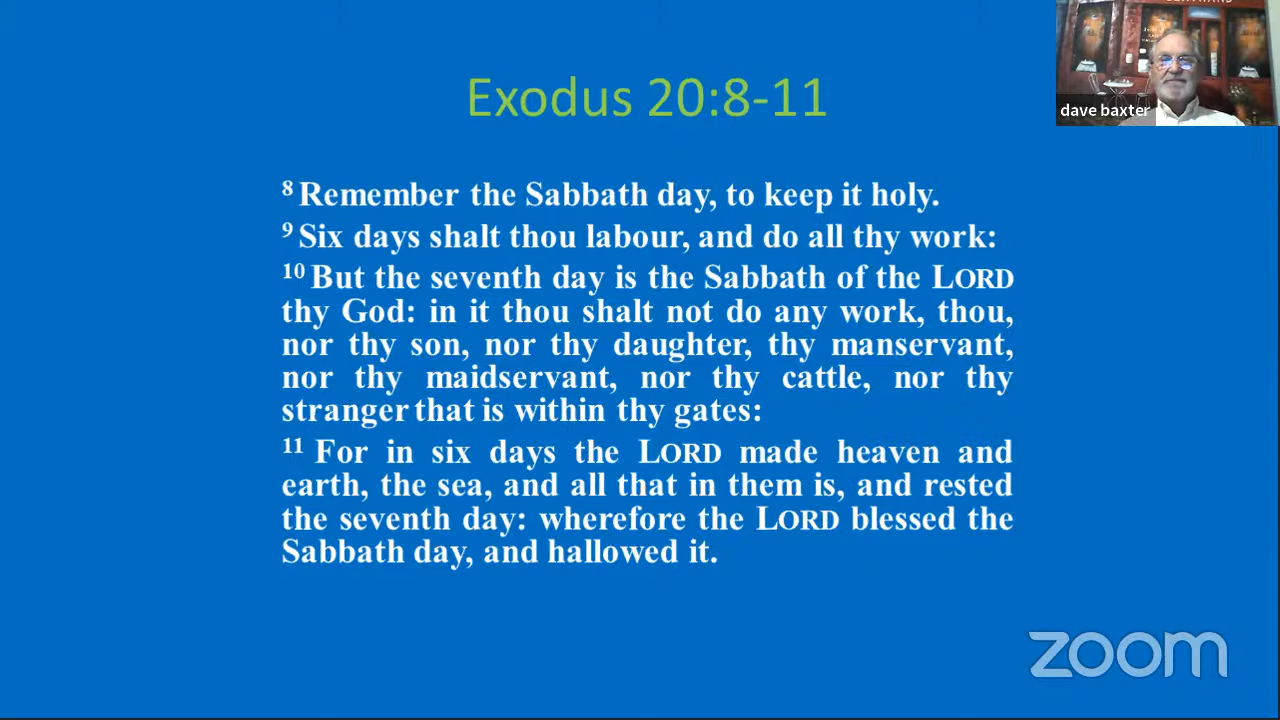 Exodus 20:8-11
dave baxter
8 Remember the Sabbath day, to keep it holy.
9 Six days shalt thou labour, and do all thy work:
10 But the seventh day is the Sabbath of the LORD
thy God: in it thou shalt not do any work, thou,
nor thy son, nor thy daughter, thy manservant,
nor thy maidservant, nor thy cattle, nor thy
stranger that is within thy gates:
11 For in six days the LORD made heaven and
earth, the sea, and all that in them is, and rested
the seventh day: wherefore the LORD blessed the
Sabbath day, and hallowed it.
zoom